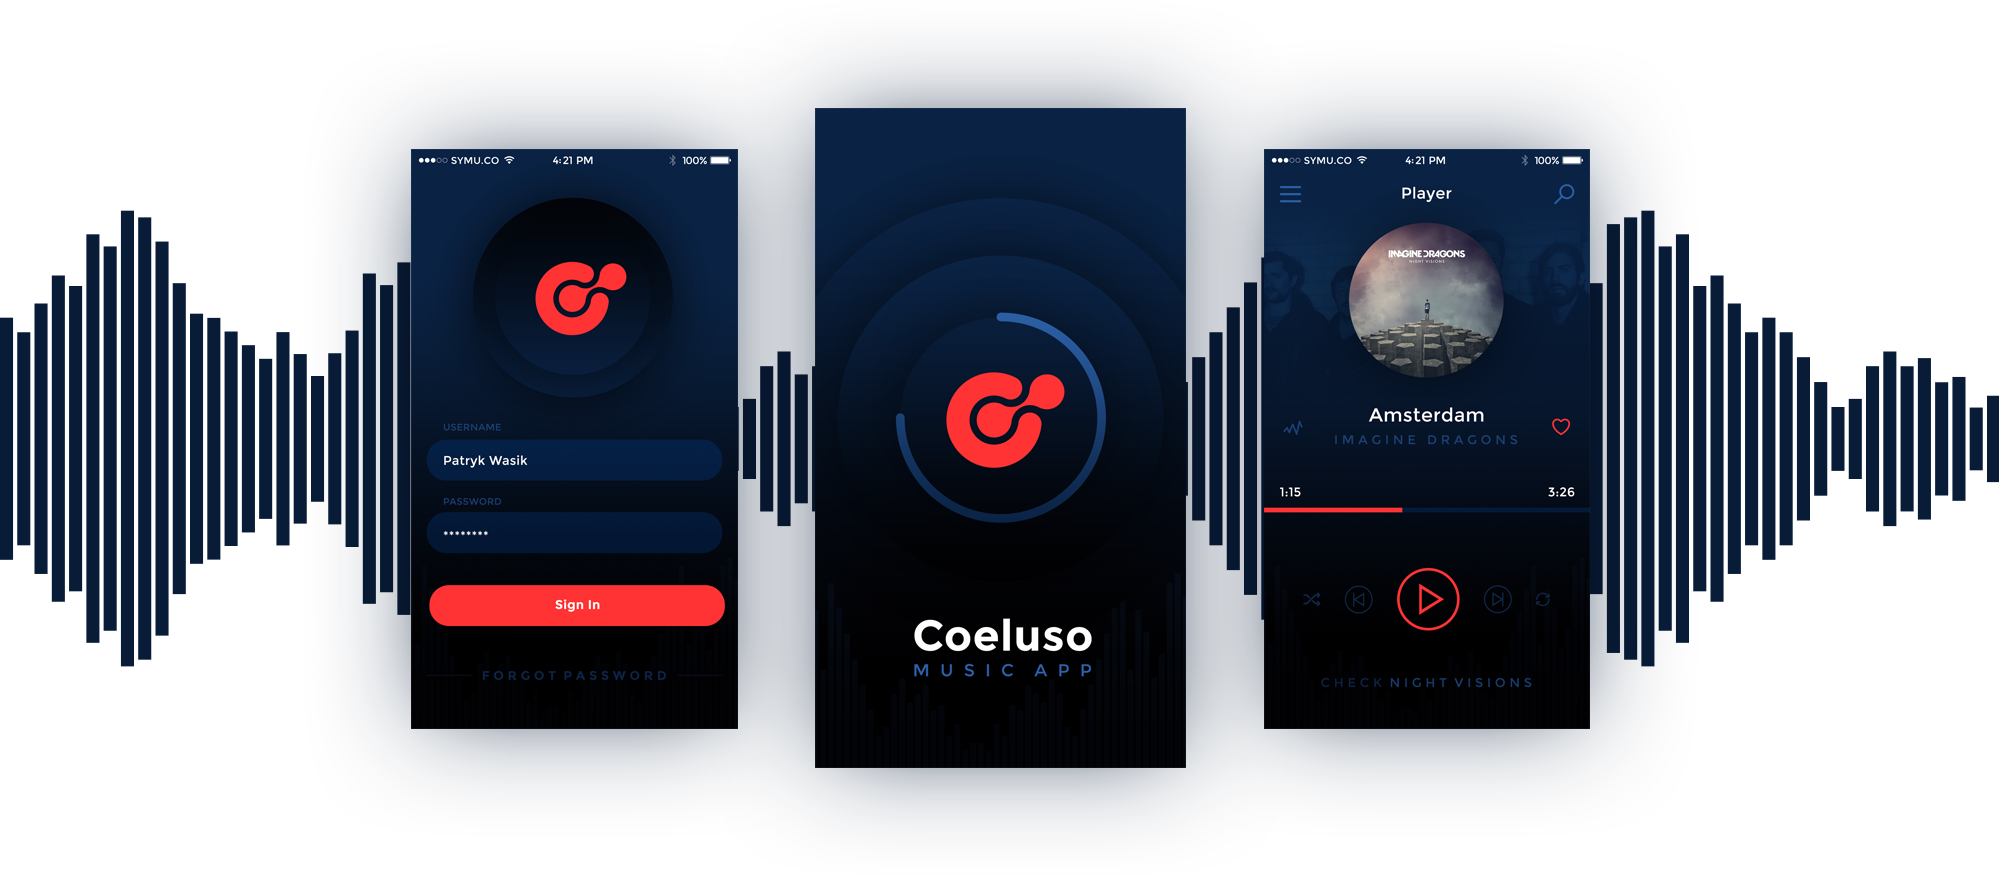 SYMU.CO 4:21 PM 100%
USERNAME
Patryk Wasik
PASSWORD
********
Sign In
FORGOT PASSWORD
Coeluso
MUSIC APP
SYMU.CO 4:21 PM 100%
Player
IMAGINE DRAGONS
NIGHT VISIONS
Amsterdam
IMAGINE DRAGONS
1:15 3:26
CHECK NIGHT VISIONS